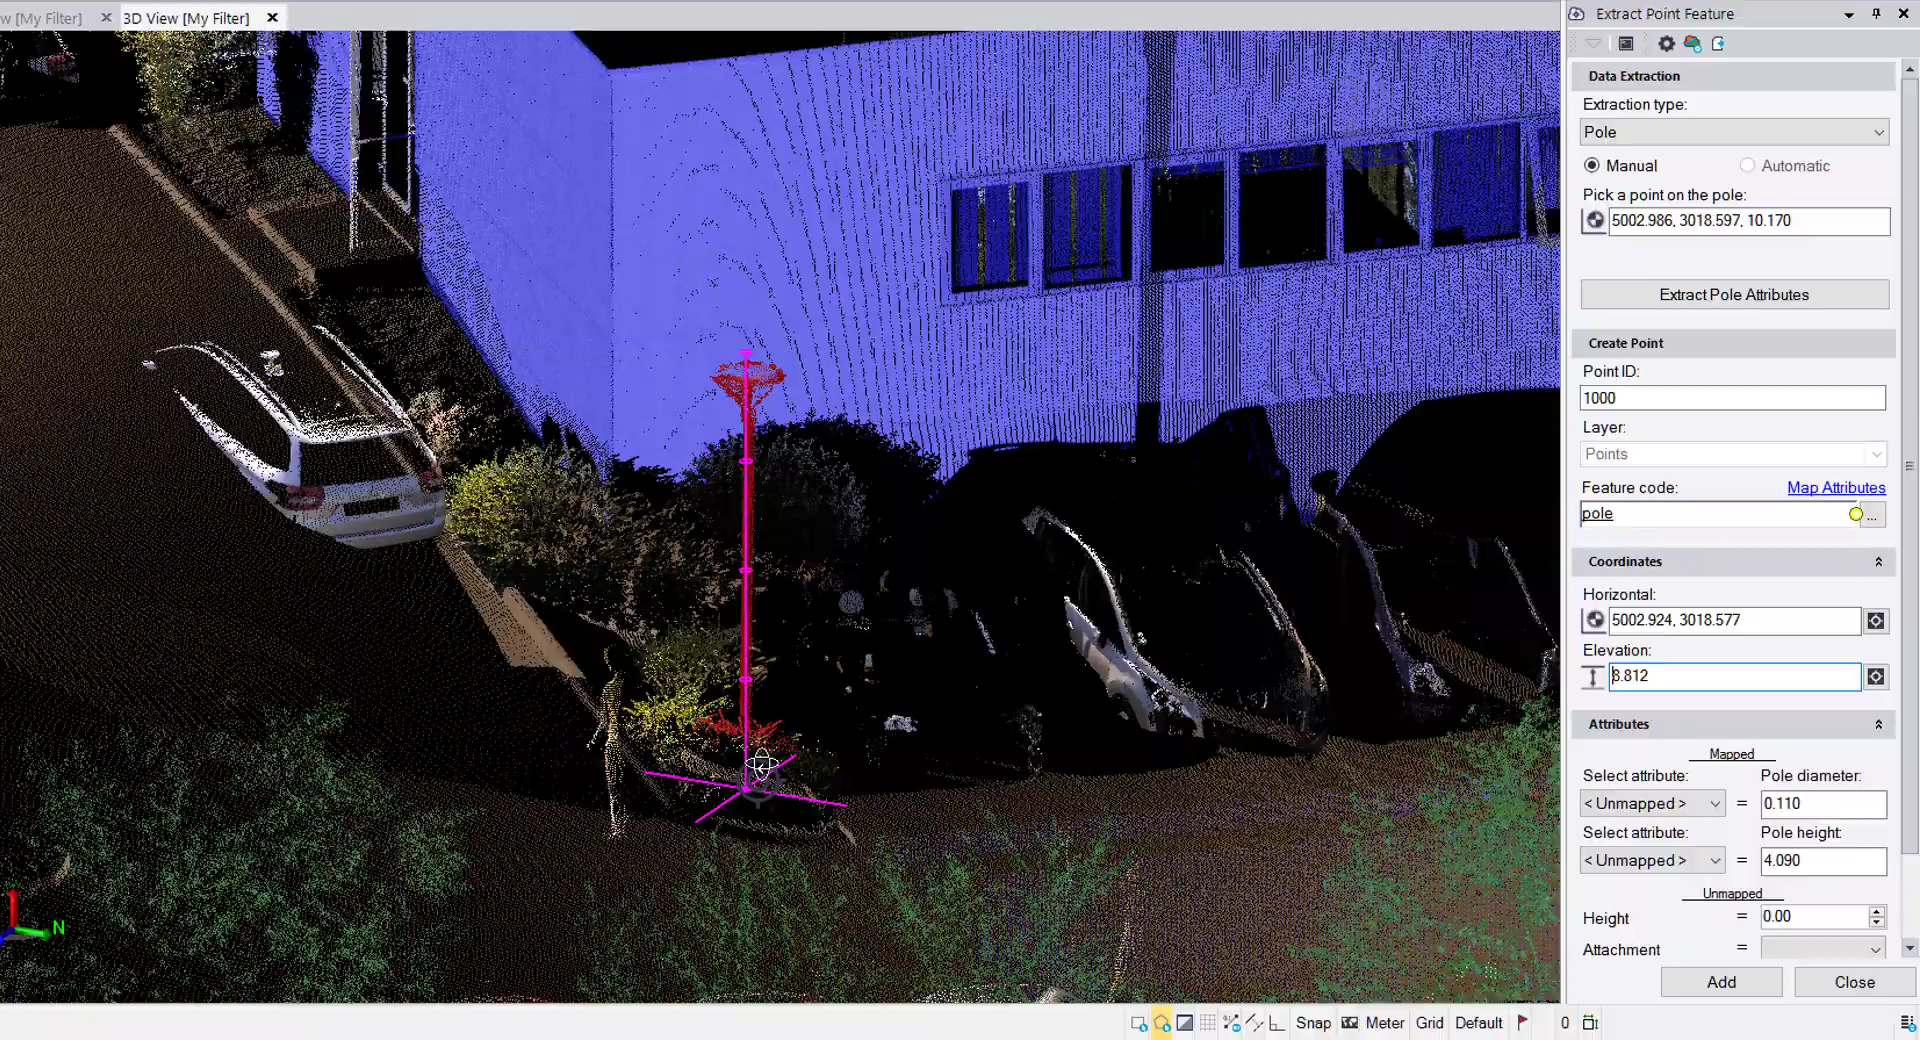 w [My Filter]
3D View [My Filter]
Extract Point Feature
Data Extraction
Extraction type:
Pole
Manual
Automatic
Pick a point on the pole:
5002.986, 3018.597, 10.170
Extract Pole Attributes
Create Point
Point ID:
1000
Layer:
Points
Feature code:
Map Attributes
pole
...
Coordinates
Horizontal:
5002.924, 3018.577
Elevation:
8.812
Attributes
Mapped
Select attribute:
Pole diameter:
< Unmapped > = 0.110
Select attribute:
Pole height:
< Unmapped > = 4.090
Unmapped
Height = 0.00
Attachment =
Add
Close
N
Snap
Meter
Grid
Default
0